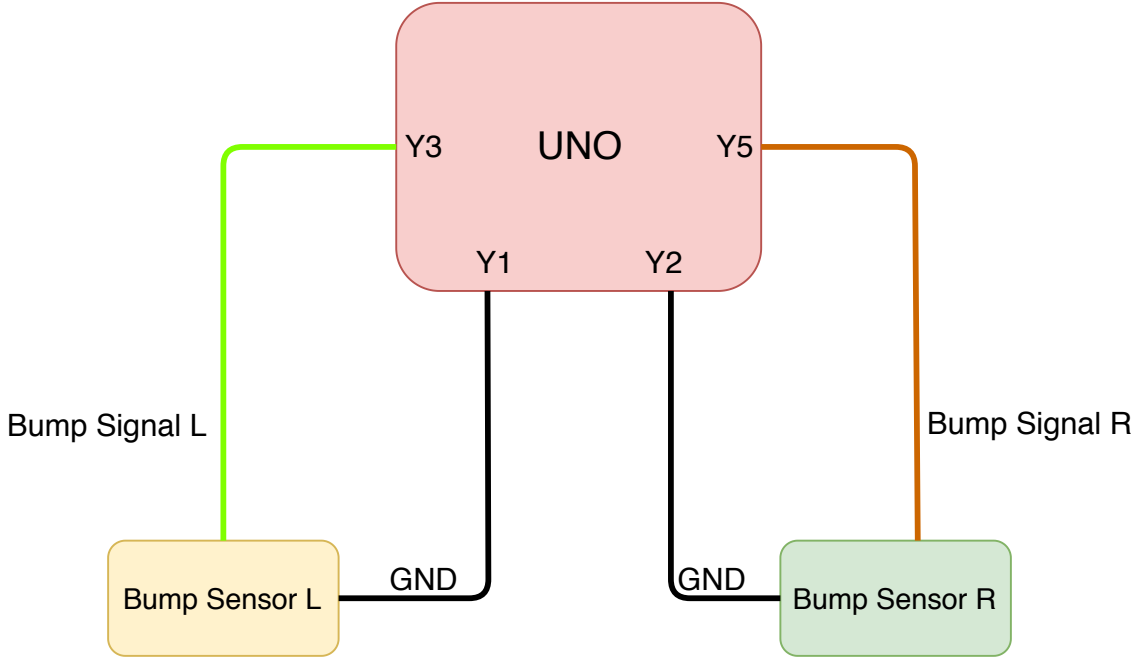 Y3
UNO
Y5
Y1
Y2
Bump Signal L
Bump Signal R
GND
GND
Bump Sensor L
Bump Sensor R